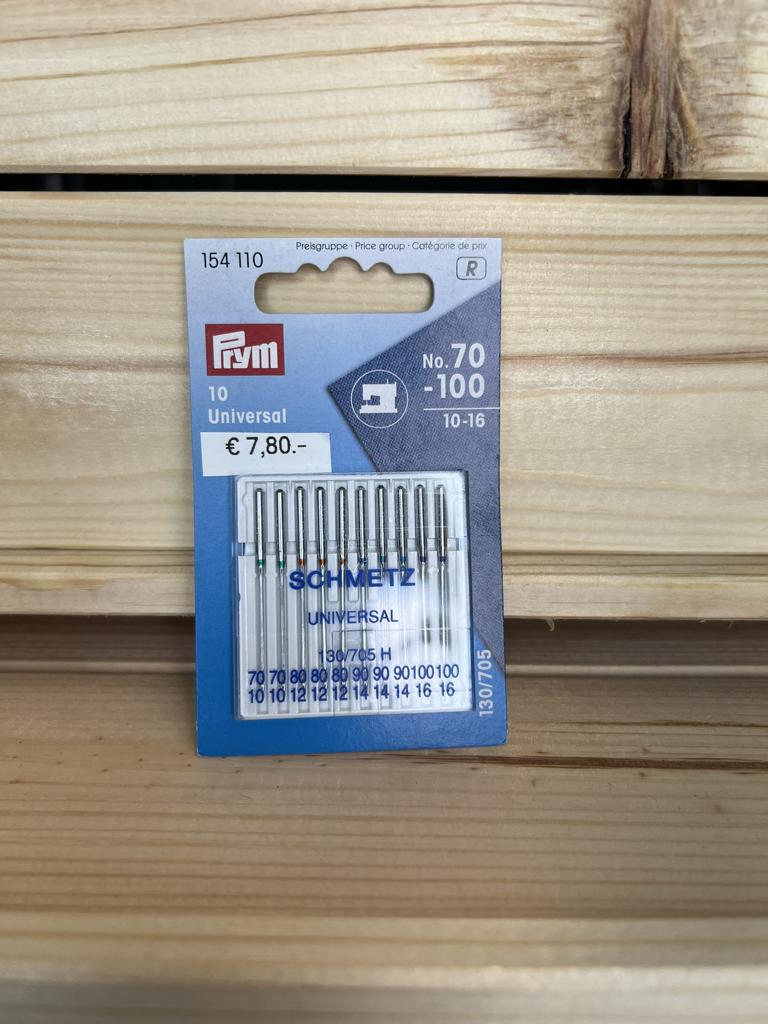 Preisgruppe · Price group · Catégorie de prix
154 110
R
Prym
No.70
-100
10-16
10
Universal
€ 7,80.-
SCHMETZ
UNIVERSAL
130/705 H
70 70 80 80 80 90 90 90 100 100
10 10 12 12 12 14 14 14 16 16
130/705